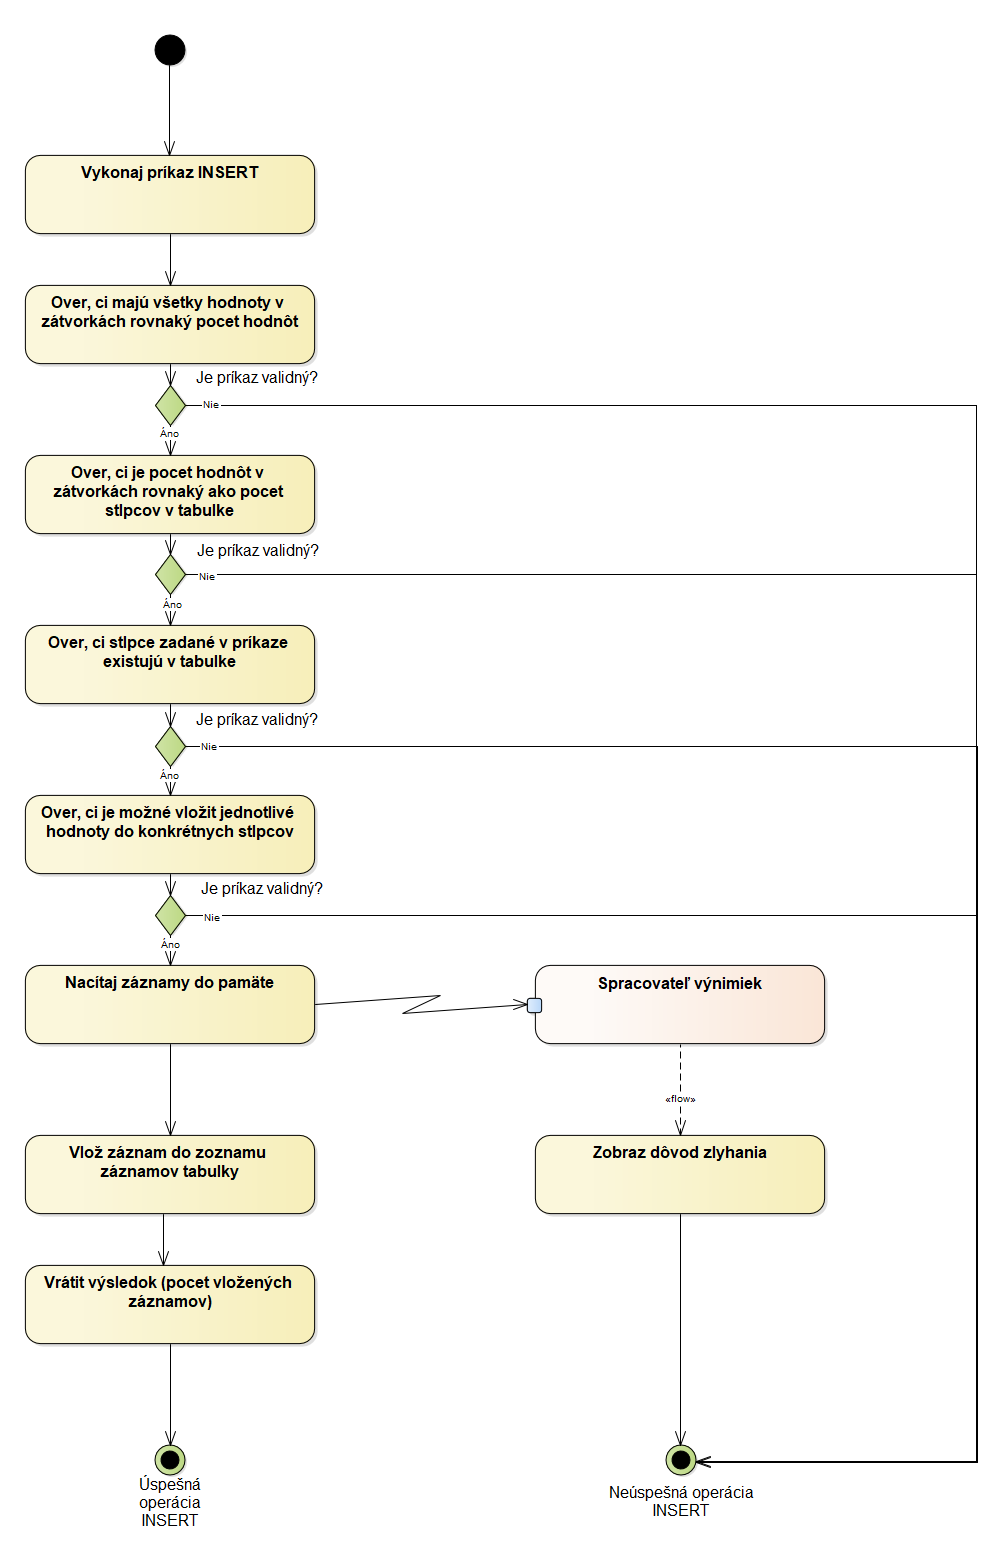 Vykonaj príkaz INSERT
Over, ci majú všetky hodnoty v
zátvorkách rovnaký pocet hodnôt
Je príkaz validný?
Nie
Áno
Over, ci je pocet hodnôt v
zátvorkách rovnaký ako pocet
stlpcov v tabulke
Je príkaz validný?
Nie
Áno
Over, ci stlpce zadané v príkaze
existujú v tabulke
Je príkaz validný?
Nie
Áno
Over, ci je možné vložit jednotlivé
hodnoty do konkrétnych stlpcov
Je príkaz validný?
Nie
Áno
Nacítaj záznamy do pamäte
Spracovateľ výnimiek
«flow»
Vlož záznam do zoznamu
záznamov tabulky
Zobraz dôvod zlyhania
Vrátit výsledok (pocet vložených
záznamov)
Úspešná
operácia
INSERT
Neúspešná operácia
INSERT